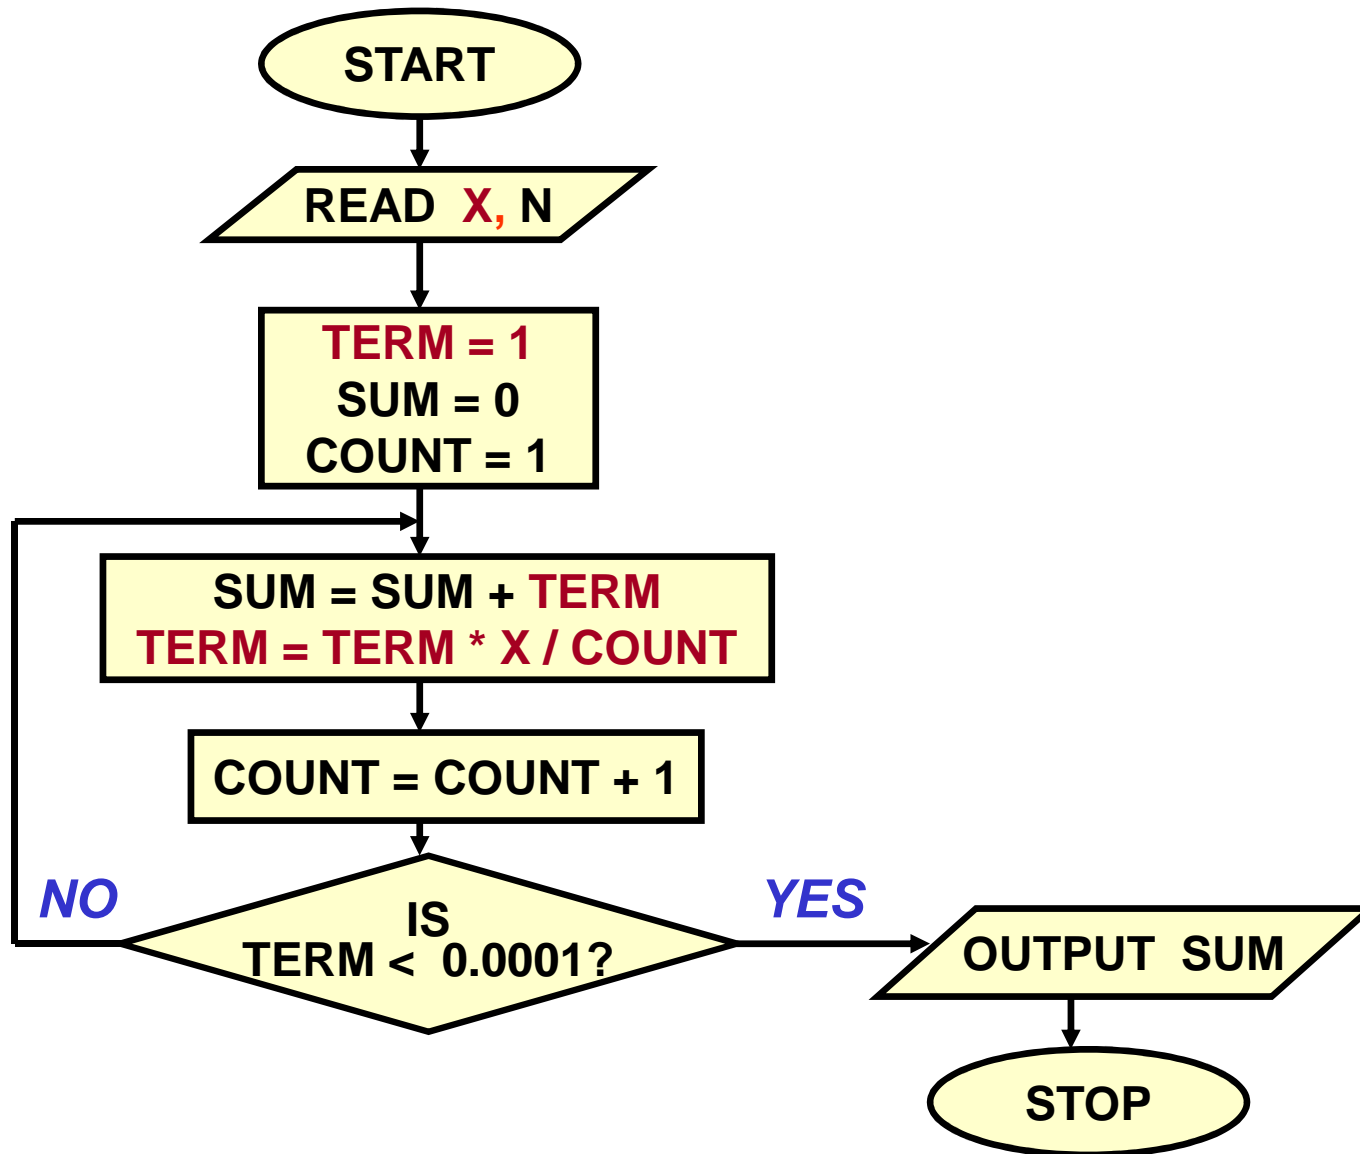 START
READ X, N
TERM = 1
SUM = 0
COUNT = 1
SUM = SUM + TERM
TERM = TERM * X / COUNT
COUNT = COUNT + 1
NO
IS
TERM < 0.0001?
YES
OUTPUT SUM
STOP